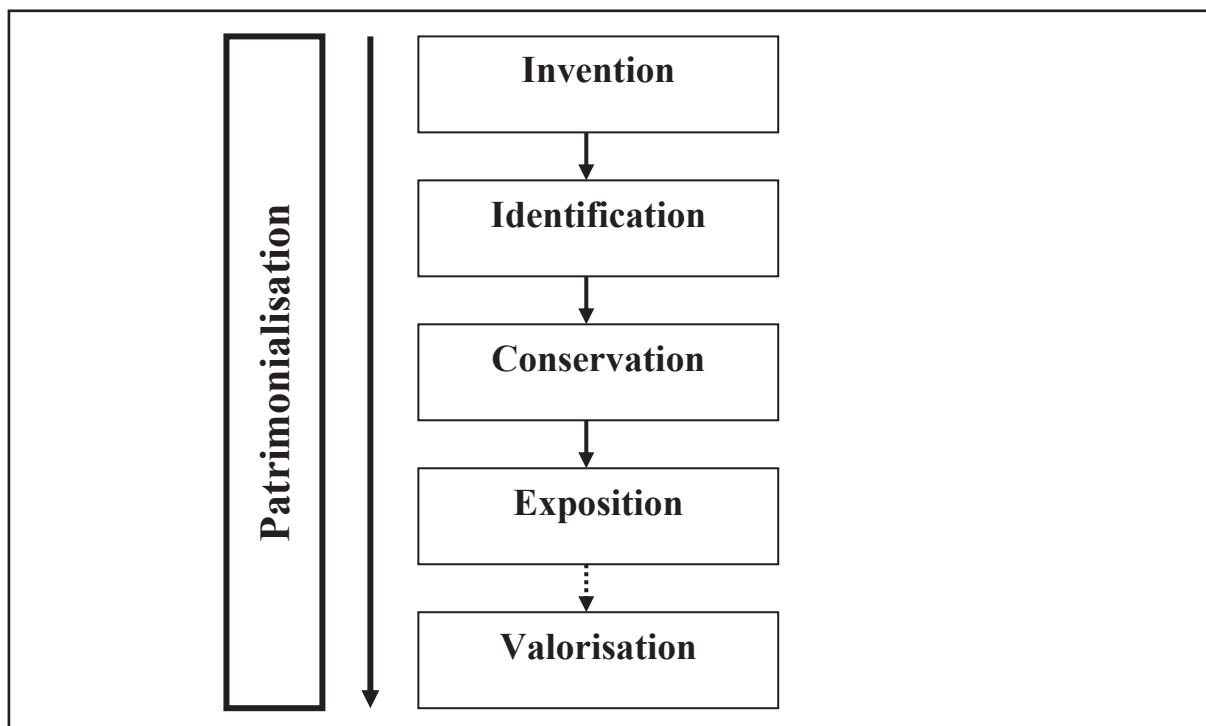 Patrimonialisation
Invention
Identification
Conservation
Exposition
Valorisation